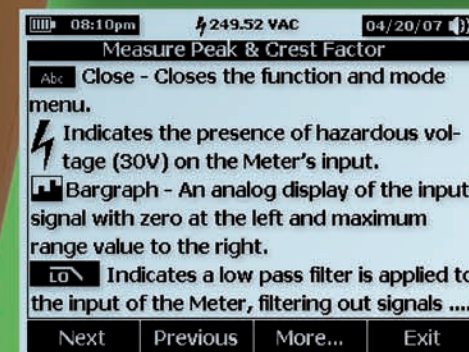 08:10pm 249.52 VAC 04/20/07
Measure Peak & Crest Factor
Abc Close - Closes the function and mode
menu.
Indicates the presence of hazardous vol-
tage (30V) on the Meter's input.
Bargraph - An analog display of the input
signal with zero at the left and maximum
range value to the right.
LO Indicates a low pass filter is applied to
the input of the Meter, filtering out signals ....
Next Previous More... Exit